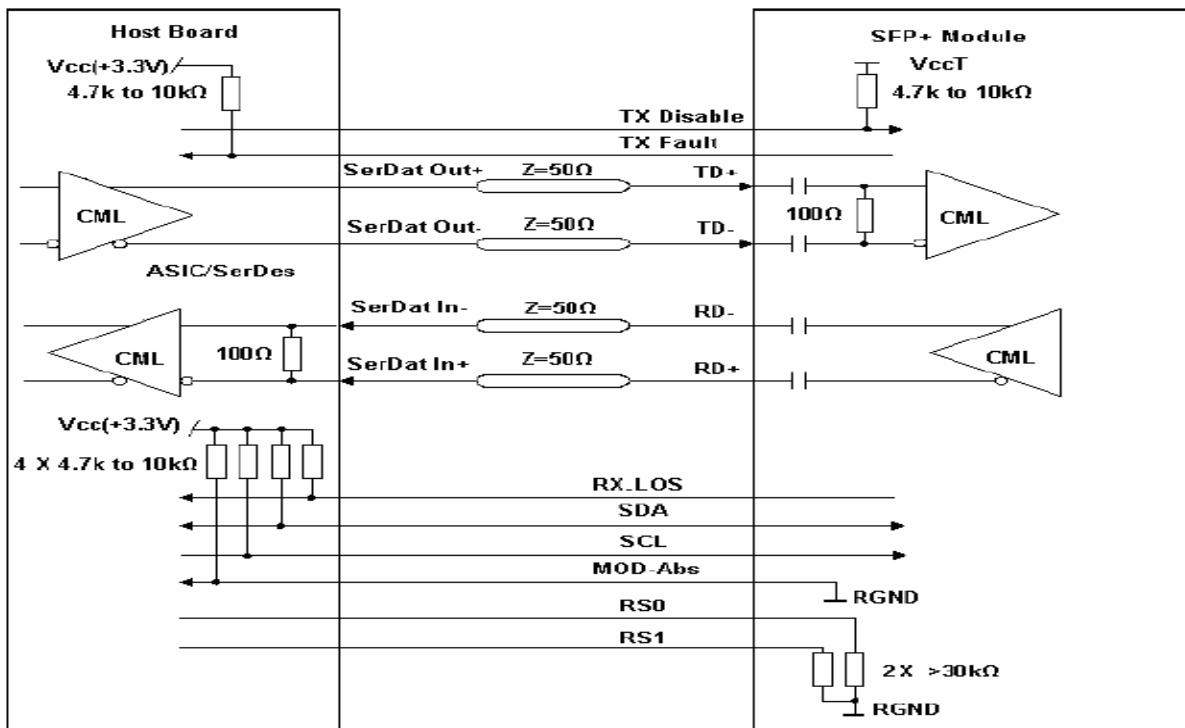 Host Board
SFP+ Module
Vcc(+3.3V)
4.7k to 10kΩ
VccT
4.7k to 10kΩ
TX Disable
TX Fault
SerDat Out+
Z=50Ω
TD+
CML
100Ω
CML
SerDat Out-
Z=50Ω
TD-
ASIC/SerDes
SerDat In-
Z=50Ω
RD-
CML
100Ω
CML
SerDat In+
Z=50Ω
RD+
Vcc(+3.3V)
4 X 4.7k to 10kΩ
RX_LOS
SDA
SCL
MOD-Abs
RGND
RS0
RS1
2X >30kΩ
RGND